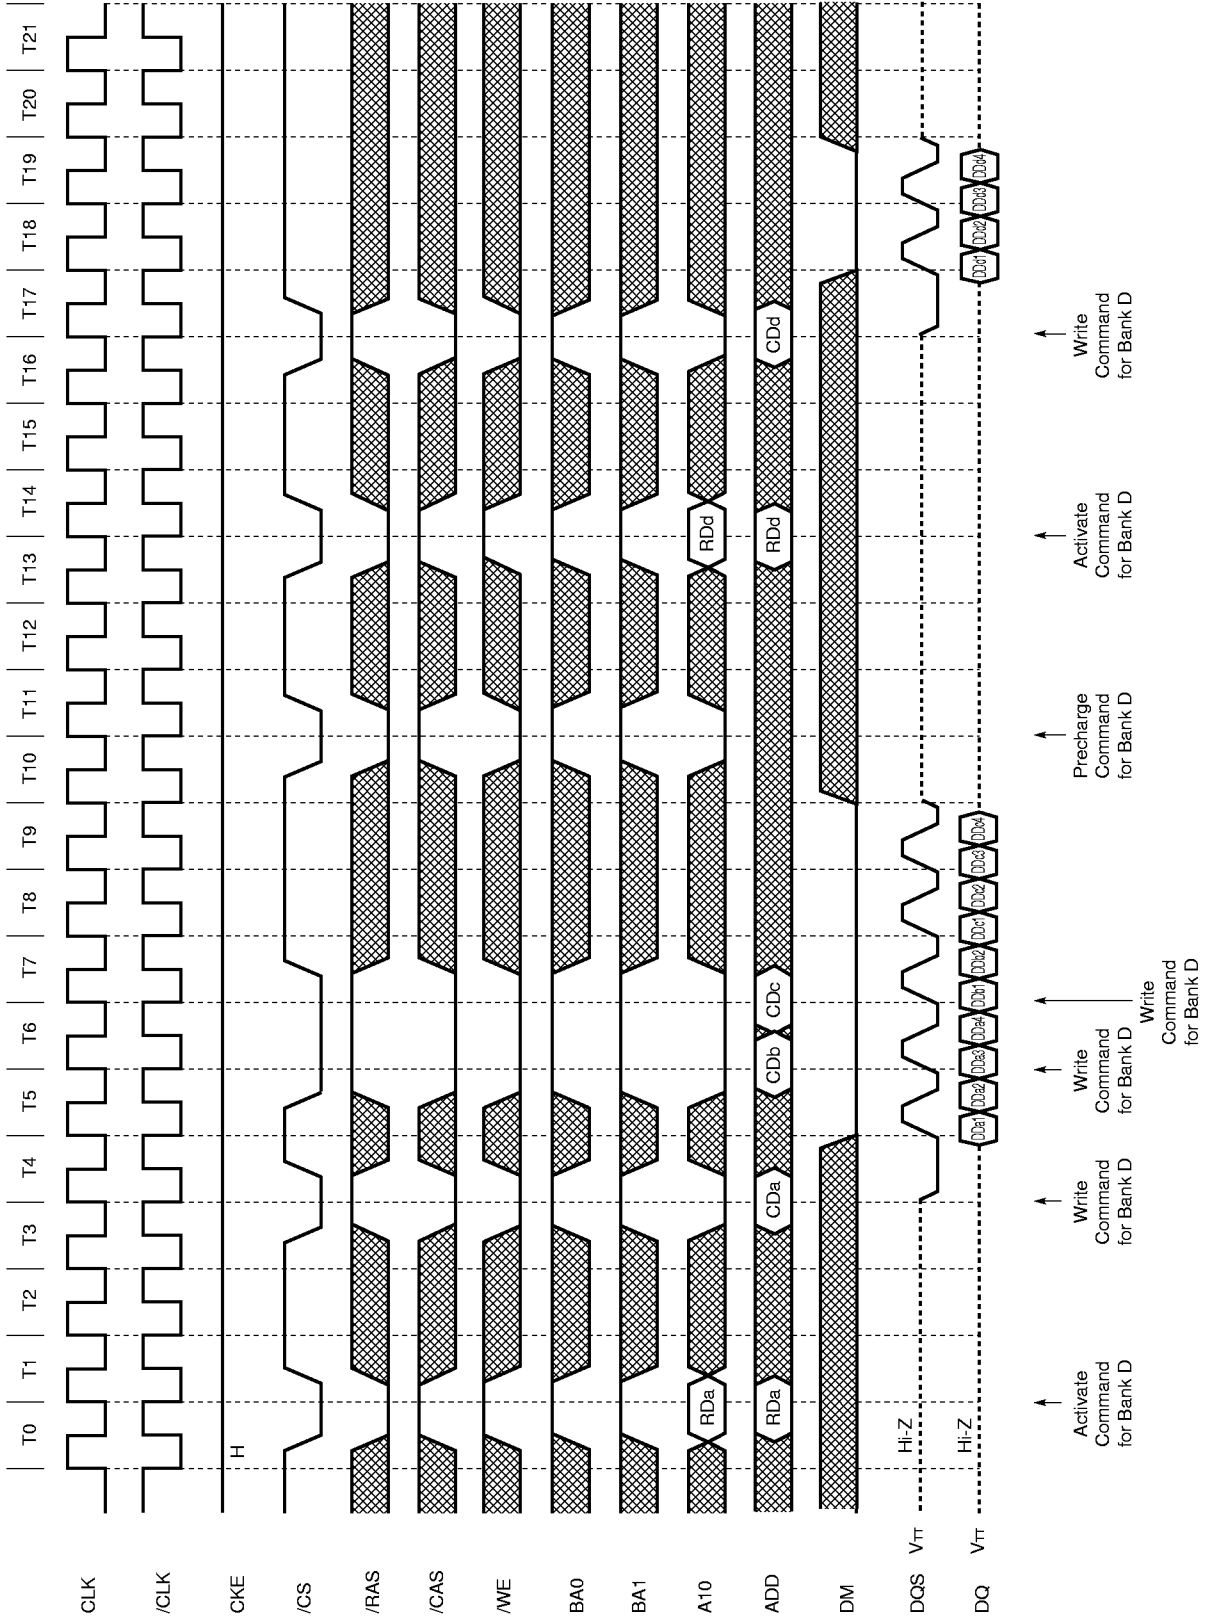 T0 T1 T2 T3 T4 T5 T6 T7 T8 T9 T10 T11 T12 T13 T14 T15 T16 T17 T18 T19 T20 T21
CLK
/CLK
CKE H
/CS
/RAS
/CAS
/WE
BA0
BA1
A10 RDa RDd
ADD RDa CDa CDb CDc RDd CDd
DM
DQS VTT Hi-Z
DQ VTT Hi-Z DDa1 DDa2 DDa3 DDa4 DDb1 DDb2 DDc1 DDc2 DDc3 DDc4 DDd1 DDd2 DDd3 DDd4
Activate
Command
for Bank D
Write
Command
for Bank D
Write
Command
for Bank D
Write
Command
for Bank D
Precharge
Command
for Bank D
Activate
Command
for Bank D
Write
Command
for Bank D